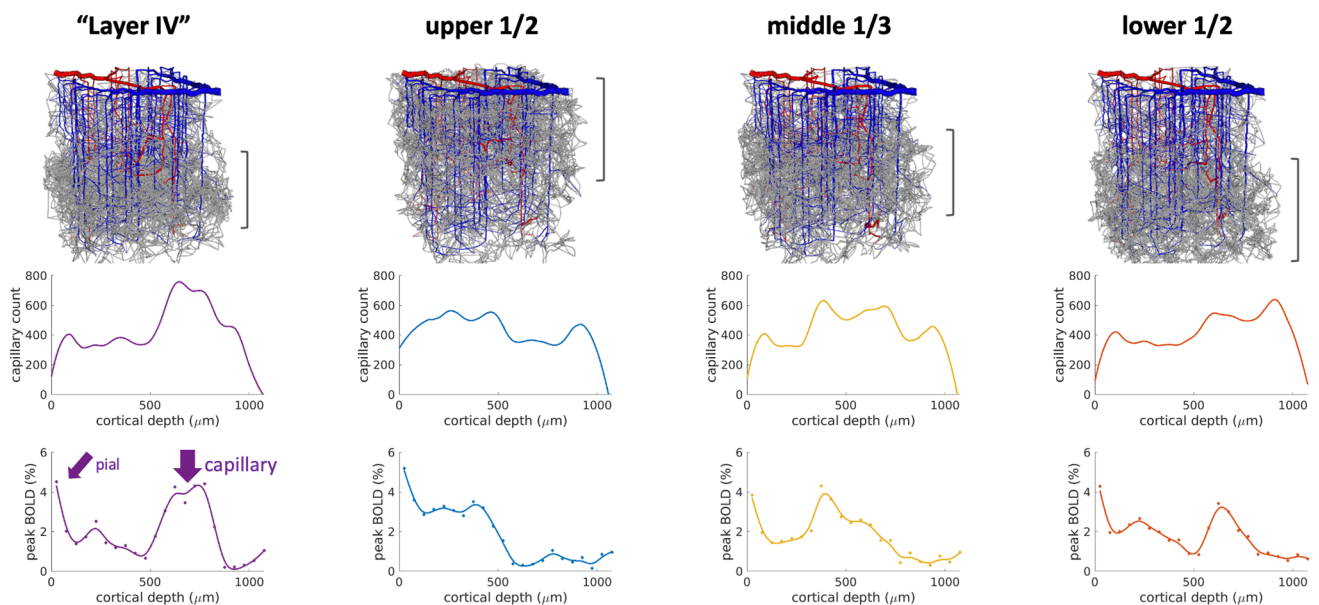 “Layer IV”
upper 1/2
middle 1/3
lower 1/2
800
600
400
200
0
capillary count
0 500 1000
cortical depth (μm)
800
600
400
200
0
capillary count
0 500 1000
cortical depth (μm)
800
600
400
200
0
capillary count
0 500 1000
cortical depth (μm)
800
600
400
200
0
capillary count
0 500 1000
cortical depth (μm)
6
4
2
0
peak BOLD (%)
pial
capillary
0 500 1000
cortical depth (μm)
6
4
2
0
peak BOLD (%)
0 500 1000
cortical depth (μm)
6
4
2
0
peak BOLD (%)
0 500 1000
cortical depth (μm)
6
4
2
0
peak BOLD (%)
0 500 1000
cortical depth (μm)